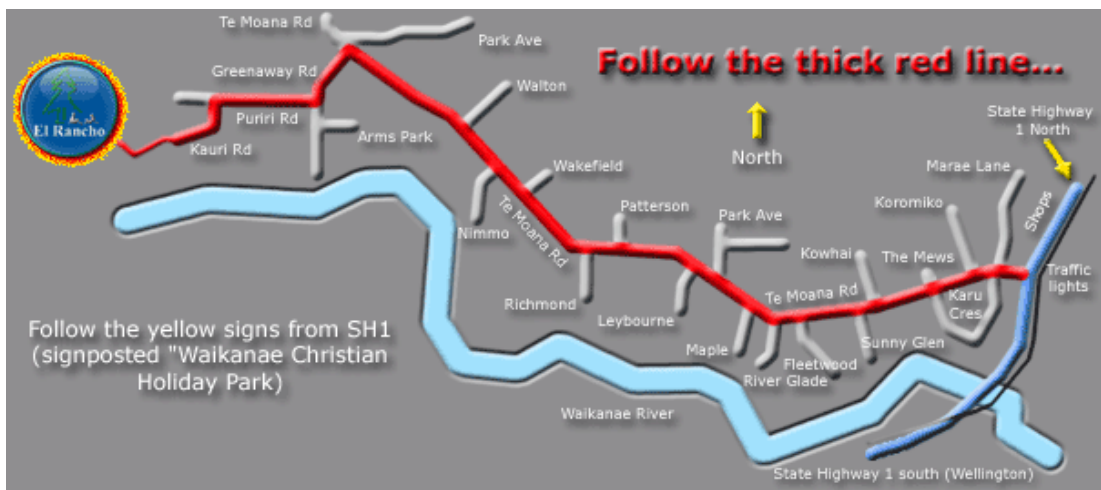 Te Moana Rd
Park Ave
Follow the thick red line...
Greenaway Rd
Walton
El Rancho
Puriri Rd
Arms Park
Kauri Rd
North
State Highway
1 North
Wakefield
Marae Lane
Te Moana Rd
Patterson
Park Ave
Koromiko
Shops
Nimmo
Kowhai
The Mews
Traffic
lights
Richmond
Leybourne
Te Moana Rd
Karu
Cres
Follow the yellow signs from SH1
(signposted "Waikanae Christian
Holiday Park)
Maple
River Glade
Fleetwood
Sunny Glen
Waikanae River
State Highway 1 south (Wellington)